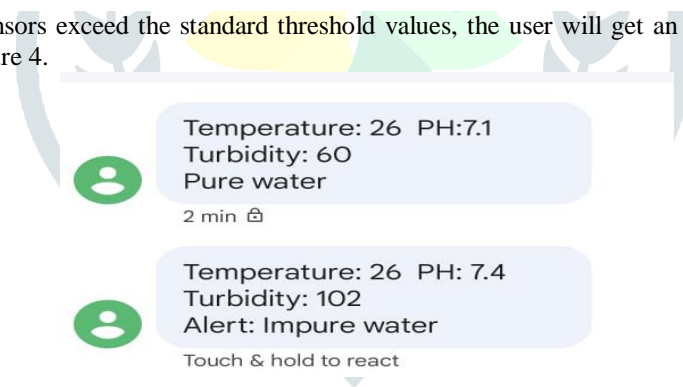 nsors exceed the standard threshold values, the user will get an
re 4.
Temperature: 26 PH:7.1
Turbidity: 60
Pure water
2 min
Temperature: 26 PH: 7.4
Turbidity: 102
Alert: Impure water
Touch & hold to react